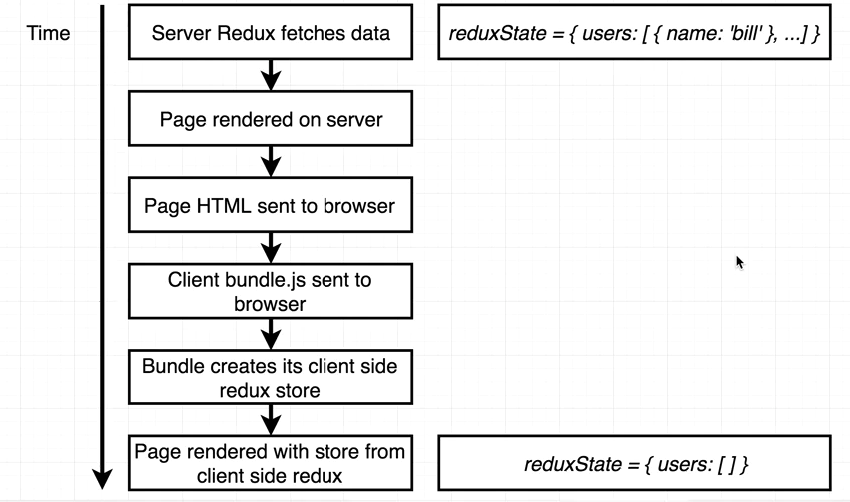 Time
Server Redux fetches data
reduxState = { users: [ { name: 'bill' }, ...] }
Page rendered on server
Page HTML sent to browser
Client bundle.js sent to
browser
Bundle creates its client side
redux store
Page rendered with store from
client side redux
reduxState = { users: [ ] }